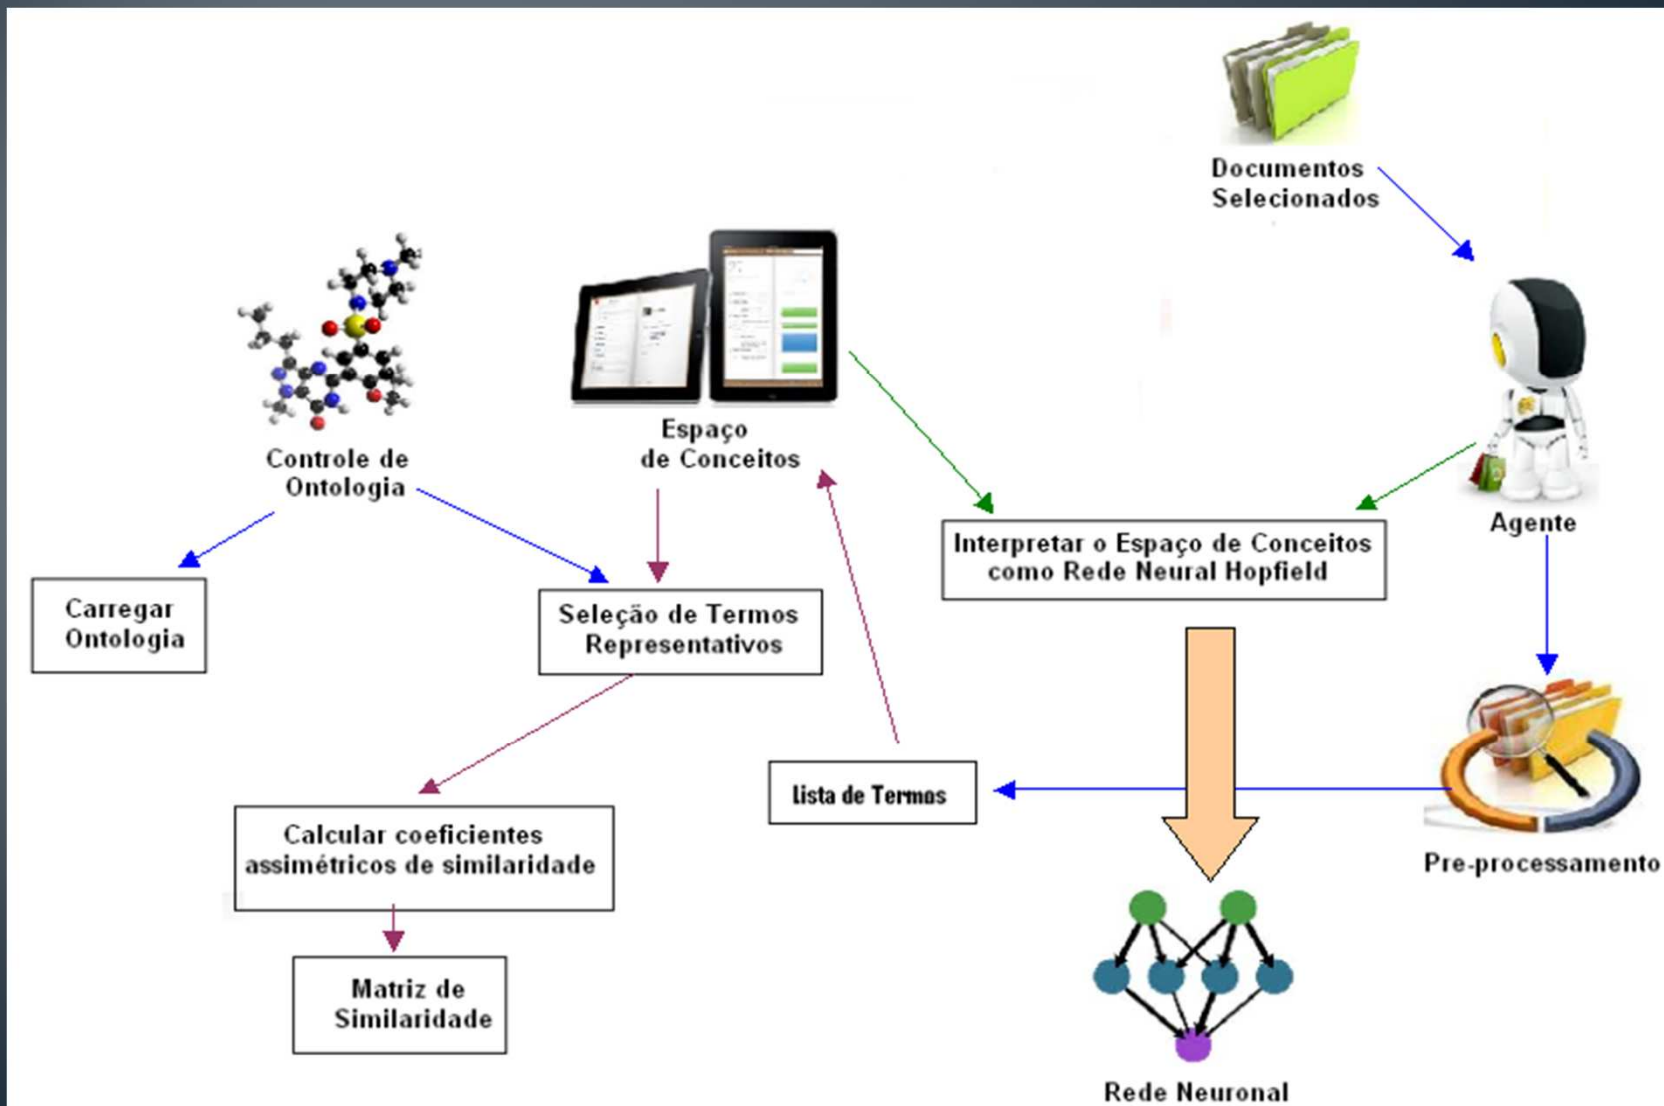 Documentos
Selecionados
Espaço
de Conceitos
Controle de
Ontologia
Agente
Interpretar o Espaço de Conceitos
como Rede Neural Hopfield
Carregar
Ontologia
Seleção de Termos
Representativos
Lista de Termos
Calcular coeficientes
assimétricos de similaridade
Pre-processamento
Matriz de
Similaridade
Rede Neuronal